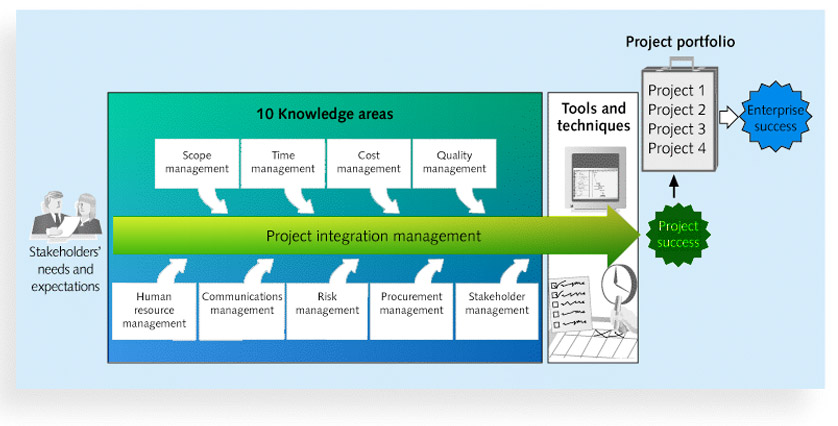 Project portfolio
Project 1
Project 2
Project 3
Project 4
Enterprise
success
10 Knowledge areas
Tools and
techniques
Scope
management
Time
management
Cost
management
Quality
management
Stakeholders'
needs and
expectations
Project integration management
Project
success
Human
resource
management
Communications
management
Risk
management
Procurement
management
Stakeholder
management